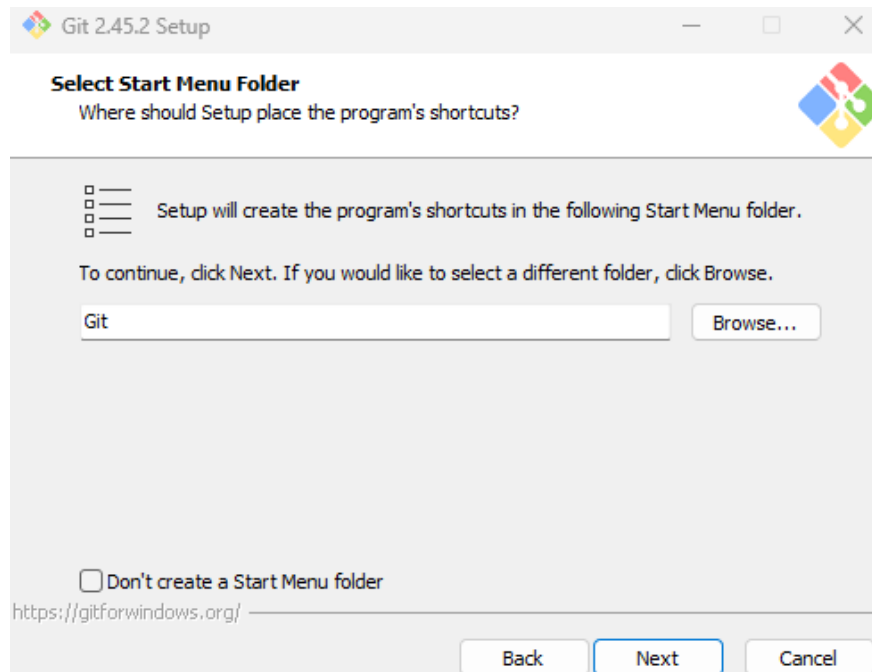 Git 2.45.2 Setup
Select Start Menu Folder
Where should Setup place the program's shortcuts?
Setup will create the program's shortcuts in the following Start Menu folder.
To continue, click Next. If you would like to select a different folder, click Browse.
Git
Browse...
Don't create a Start Menu folder
https://gitforwindows.org/
Back
Next
Cancel